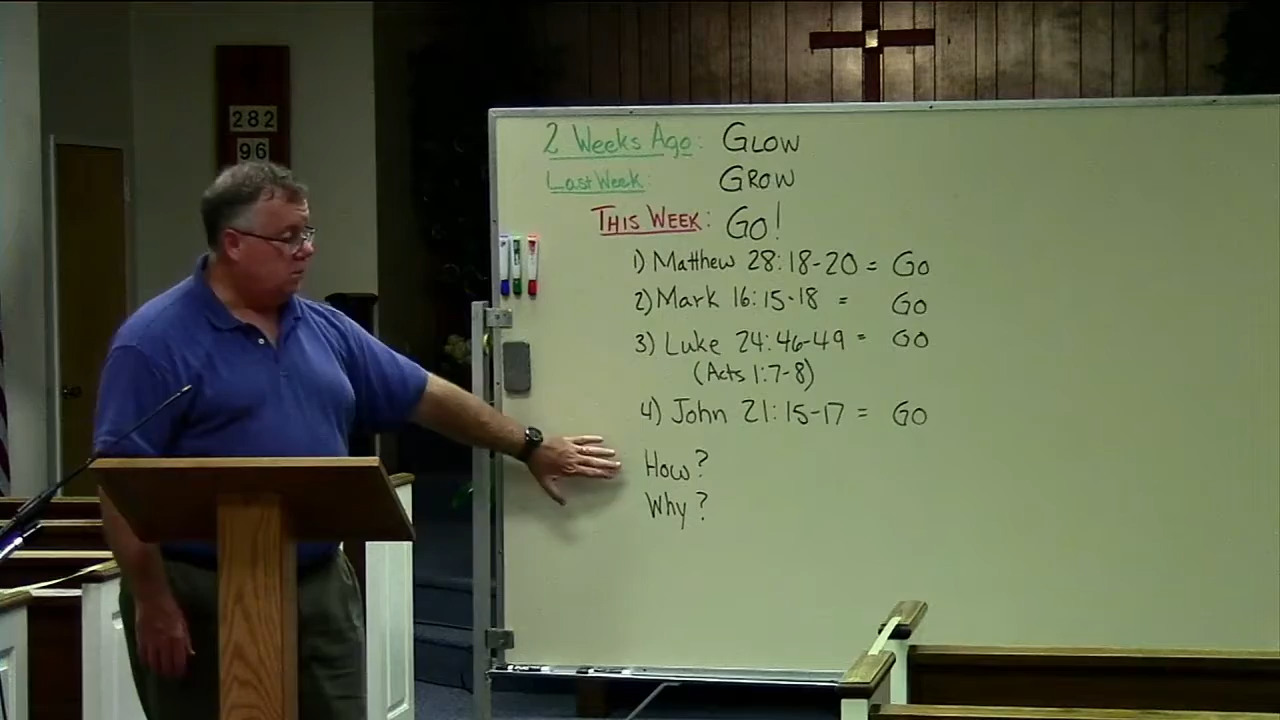 282
96
2 Weeks Ago: GLOW
Last Week: GROW
THIS WEEK: GO!
1) Matthew 28:18-20 = Go
2) Mark 16:15-18 = Go
3) Luke 24:46-49 = Go
(Acts 1:7-8)
4) John 21:15-17 = Go
How?
Why?